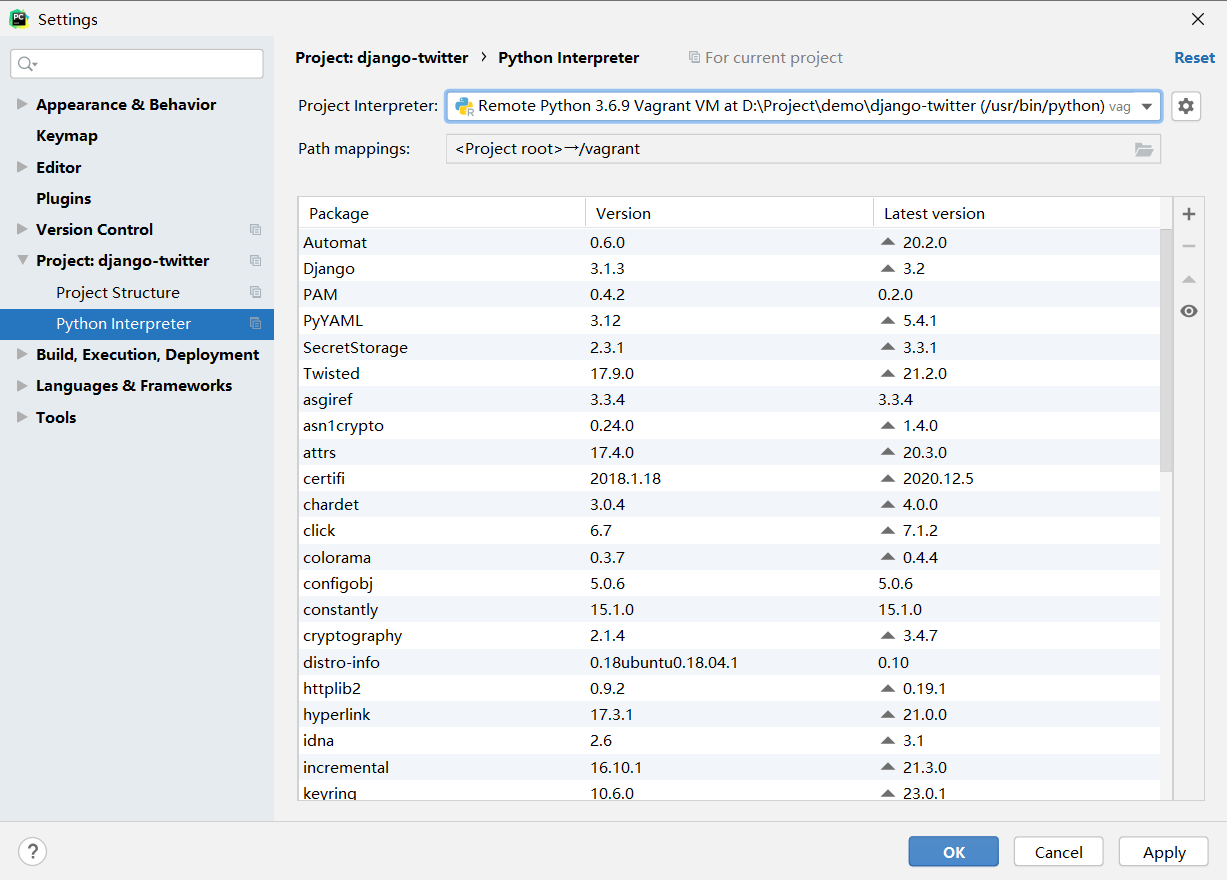 Settings
Project: django-twitter › Python Interpreter For current project Reset
Appearance & Behavior
Keymap
Editor
Plugins
Version Control
Project: django-twitter
Project Structure
Python Interpreter
Build, Execution, Deployment
Languages & Frameworks
Tools
Project Interpreter: Remote Python 3.6.9 Vagrant VM at D:\Project\demo\django-twitter (/usr/bin/python) vag
Path mappings: <Project root>→/vagrant
Package Version Latest version
Automat 0.6.0 20.2.0
Django 3.1.3 3.2
PAM 0.4.2 0.2.0
PyYAML 3.12 5.4.1
SecretStorage 2.3.1 3.3.1
Twisted 17.9.0 21.2.0
asgiref 3.3.4 3.3.4
asn1crypto 0.24.0 1.4.0
attrs 17.4.0 20.3.0
certifi 2018.1.18 2020.12.5
chardet 3.0.4 4.0.0
click 6.7 7.1.2
colorama 0.3.7 0.4.4
configobj 5.0.6 5.0.6
constantly 15.1.0 15.1.0
cryptography 2.1.4 3.4.7
distro-info 0.18ubuntu0.18.04.1 0.10
httplib2 0.9.2 0.19.1
hyperlink 17.3.1 21.0.0
idna 2.6 3.1
incremental 16.10.1 21.3.0
keyring 10.6.0 23.0.1
? OK Cancel Apply